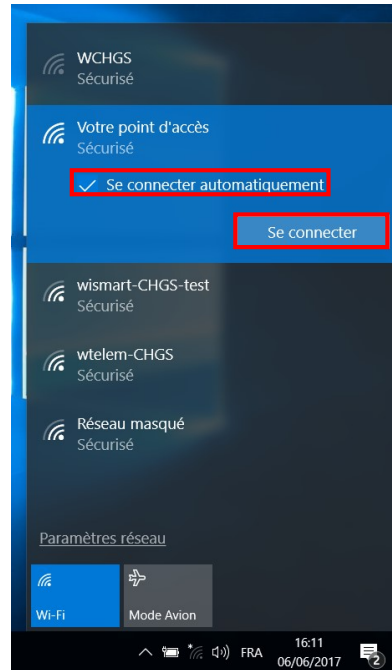 WCHGS
Sécurisé
Votre point d'accès
Sécurisé
Se connecter automatiquement
Se connecter
wismart-CHGS-test
Sécurisé
wtelem-CHGS
Sécurisé
Réseau masqué
Sécurisé
Paramètres réseau
Wi-Fi
Mode Avion
FRA
16:11
06/06/2017
2